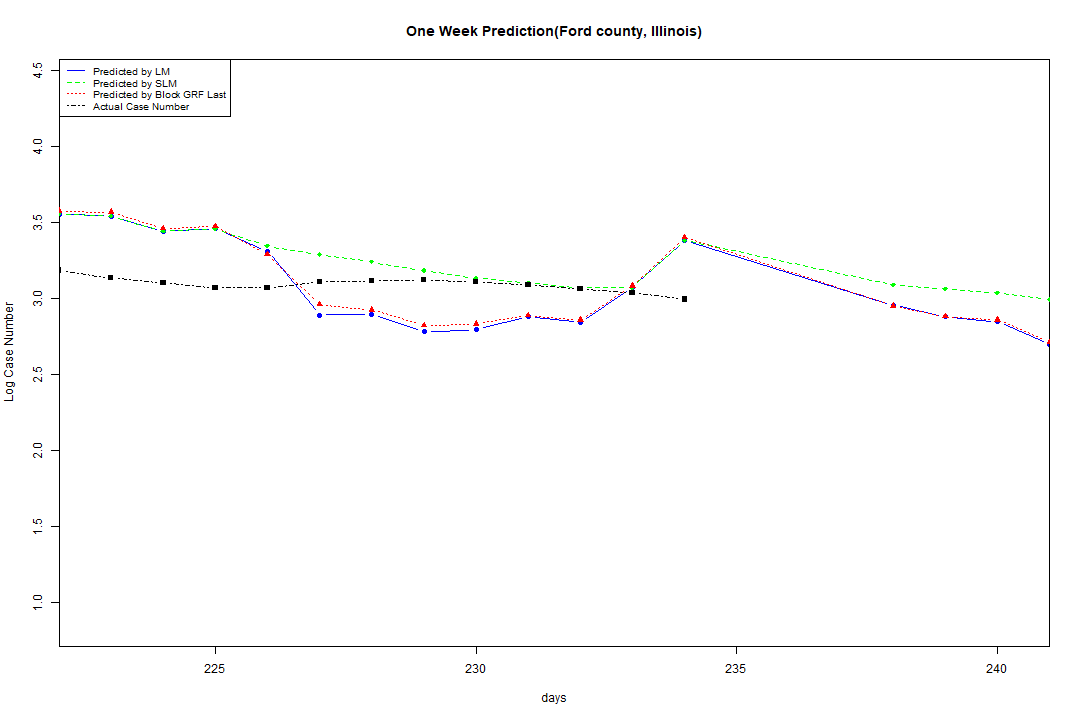 One Week Prediction(Ford county, Illinois)
Predicted by LM
Predicted by SLM
Predicted by Block GRF Last
Actual Case Number
4.5
4.0
3.5
3.0
2.5
2.0
1.5
1.0
Log Case Number
225
230
235
240
days